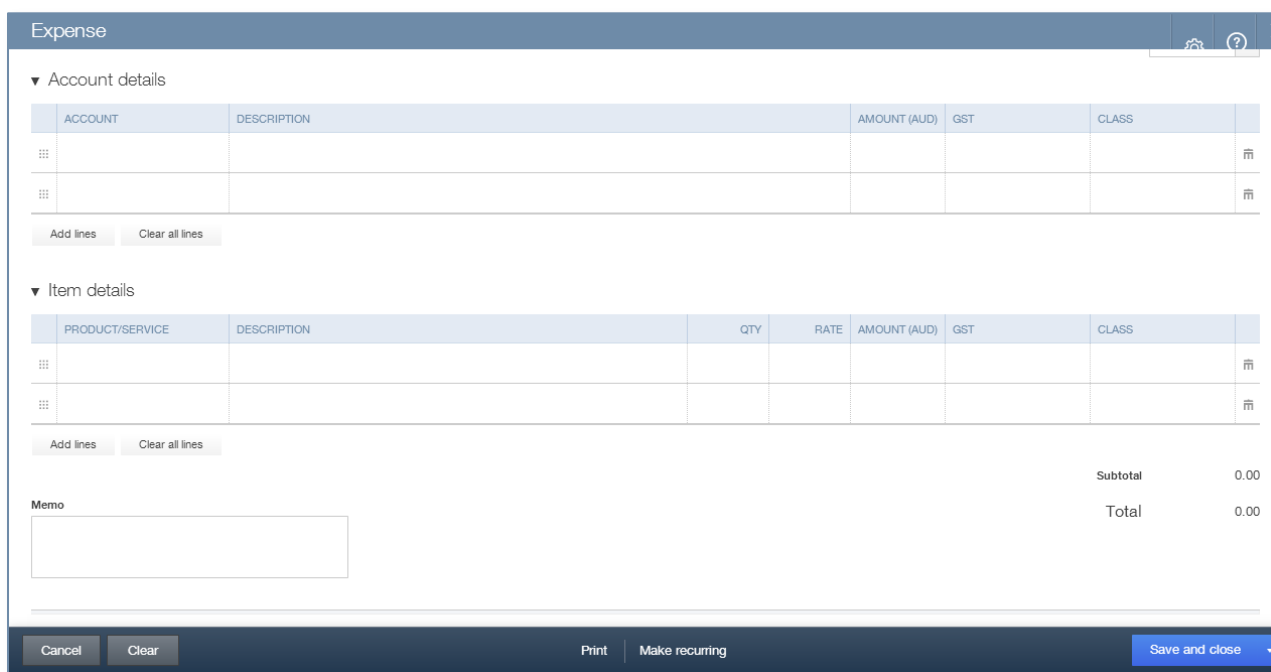 Expense
Account details
ACCOUNT DESCRIPTION AMOUNT (AUD) GST CLASS
Add lines Clear all lines
Item details
PRODUCT/SERVICE DESCRIPTION QTY RATE AMOUNT (AUD) GST CLASS
Add lines Clear all lines
Subtotal 0.00
Memo
Total 0.00
Cancel Clear Print Make recurring Save and close